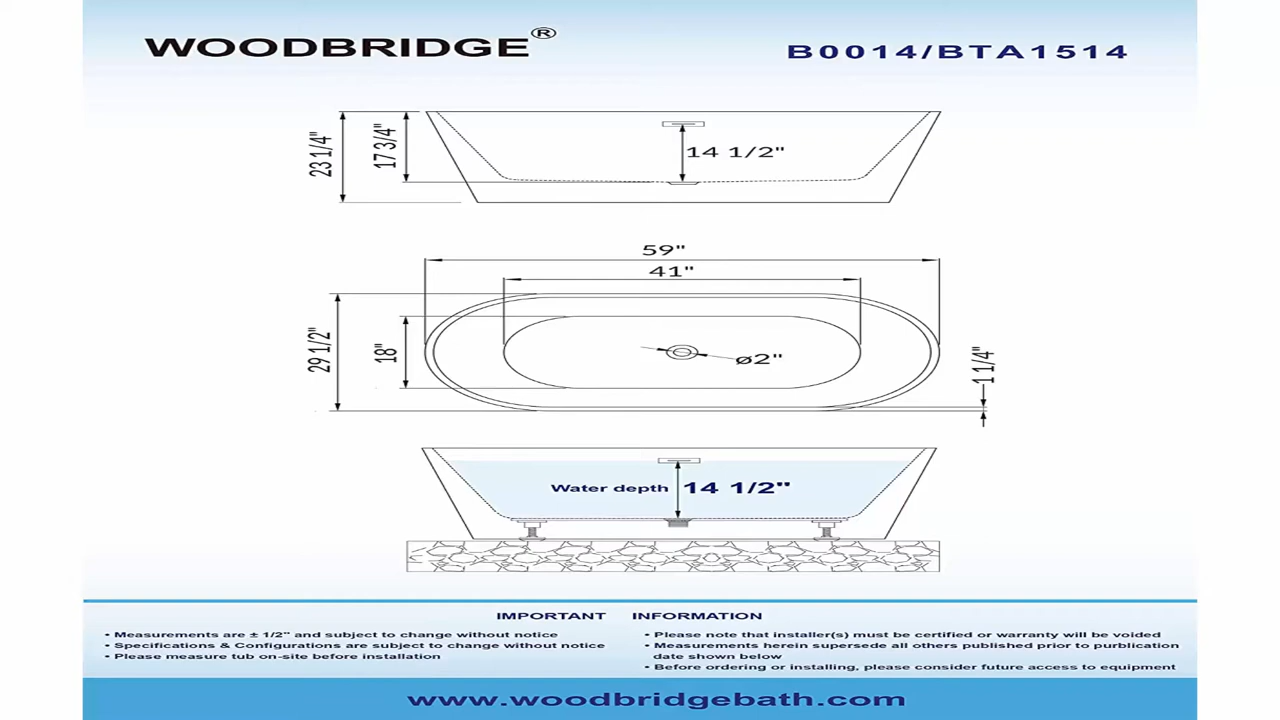 WOODBRIDGE®
B0014/BTA1514
23 1/4"
17 3/4"
14 1/2"
59"
41"
29 1/2"
18"
ø2"
1 1/4"
Water depth 14 1/2"
IMPORTANT INFORMATION
• Measurements are ± 1/2" and subject to change without notice
• Specifications & Configurations are subject to change without notice
• Please measure tub on-site before installation
• Please note that installer(s) must be certified or warranty will be voided
• Measurements herein supersede all others published prior to purblication
date shown below
• Before ordering or installing, please consider future access to equipment
www.woodbridgebath.com